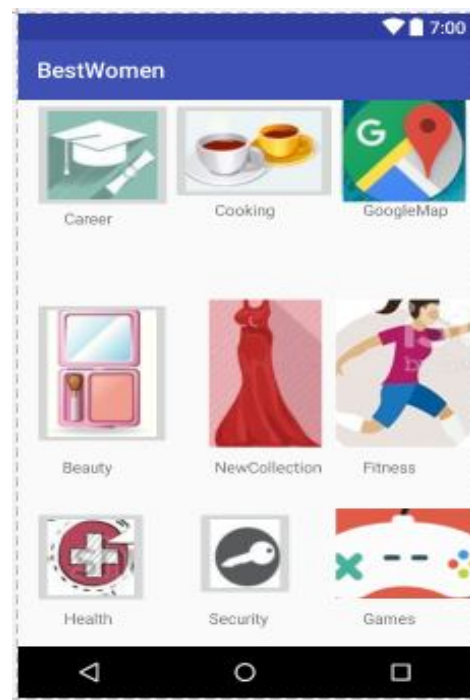 7:00
BestWomen
G
Career
Cooking
GoogleMap
Beauty
NewCollection
Fitness
Health
Security
Games